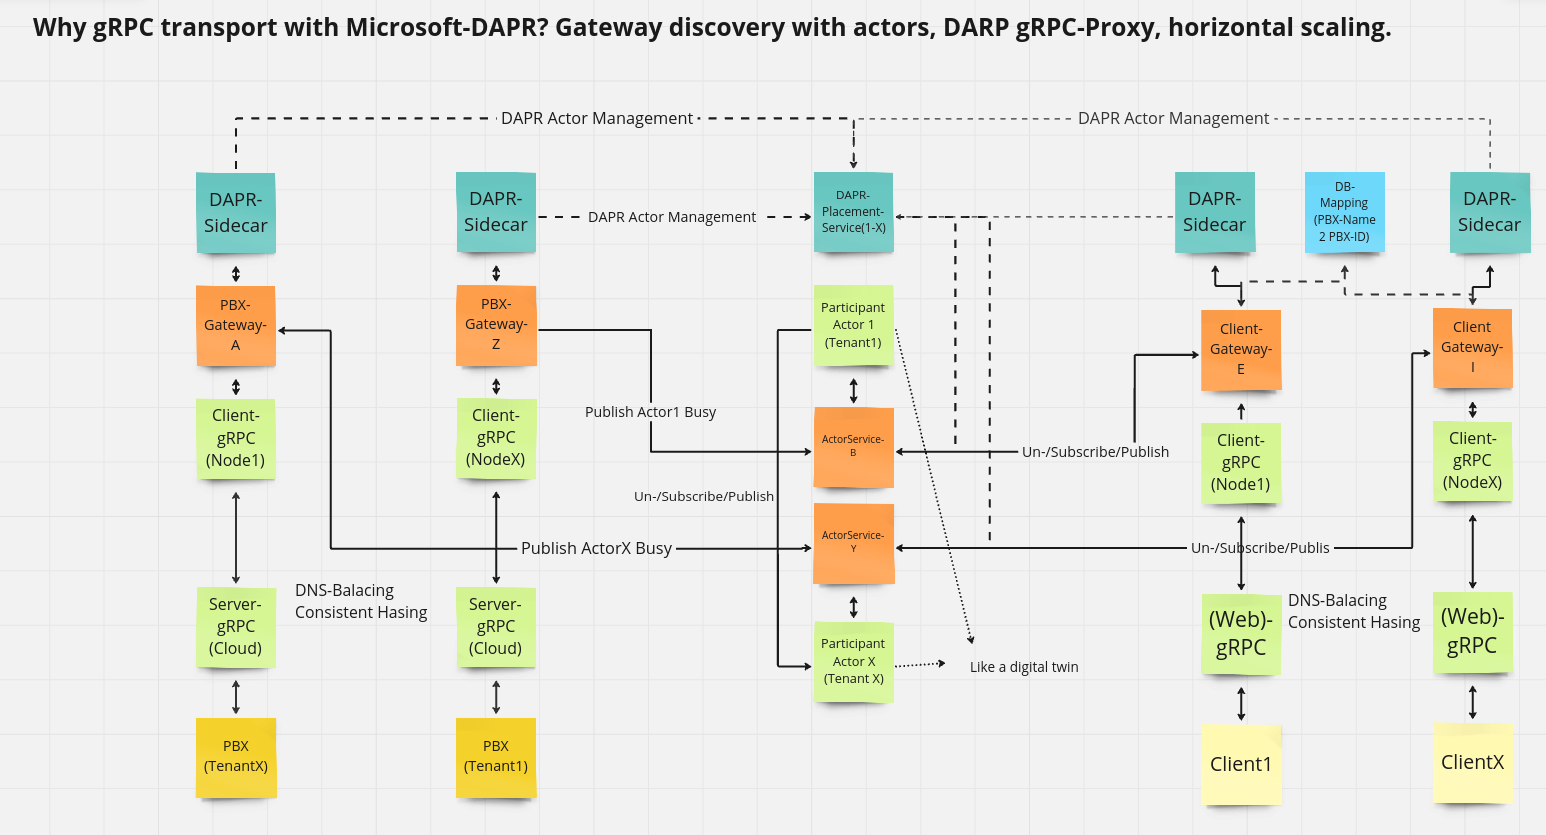 Why gRPC transport with Microsoft-DAPR? Gateway discovery with actors, DARP gRPC-Proxy, horizontal scaling.
DAPR Actor Management
DAPR Actor Management
DAPR-
Sidecar
DAPR-
Sidecar
DAPR Actor Management
DAPR-
Placement-
Service(1-X)
DAPR-
Sidecar
DB-
Mapping
(PBX-Name
2 PBX-ID)
DAPR-
Sidecar
PBX-
Gateway-
A
PBX-
Gateway-
Z
Participant
Actor 1
(Tenant1)
Client-
Gateway-
E
Client
Gateway-
I
Client-
gRPC
(Node1)
Client-
gRPC
(NodeX)
Publish Actor1 Busy
ActorService-
B
Un-/Subscribe/Publish
Client-
gRPC
(Node1)
Client-
gRPC
(NodeX)
Un-/Subscribe/Publish
Publish ActorX Busy
ActorService-
Y
Un-/Subscribe/Publis
Server-
gRPC
(Cloud)
DNS-Balacing
Consistent Hasing
Server-
gRPC
(Cloud)
Participant
Actor X
(Tenant X)
Like a digital twin
(Web)-
gRPC
DNS-Balacing
Consistent Hasing
(Web)-
gRPC
PBX
(TenantX)
PBX
(Tenant1)
Client1
ClientX